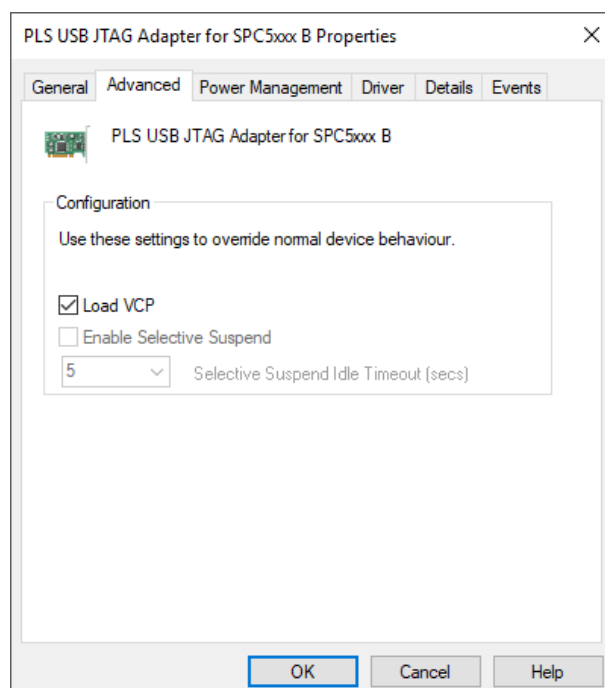 PLS USB JTAG Adapter for SPC5xxx B Properties
General Advanced Power Management Driver Details Events
PLS USB JTAG Adapter for SPC5xxx B
Configuration
Use these settings to override normal device behaviour.
Load VCP
Enable Selective Suspend
5 Selective Suspend Idle Timeout (secs)
OK Cancel Help